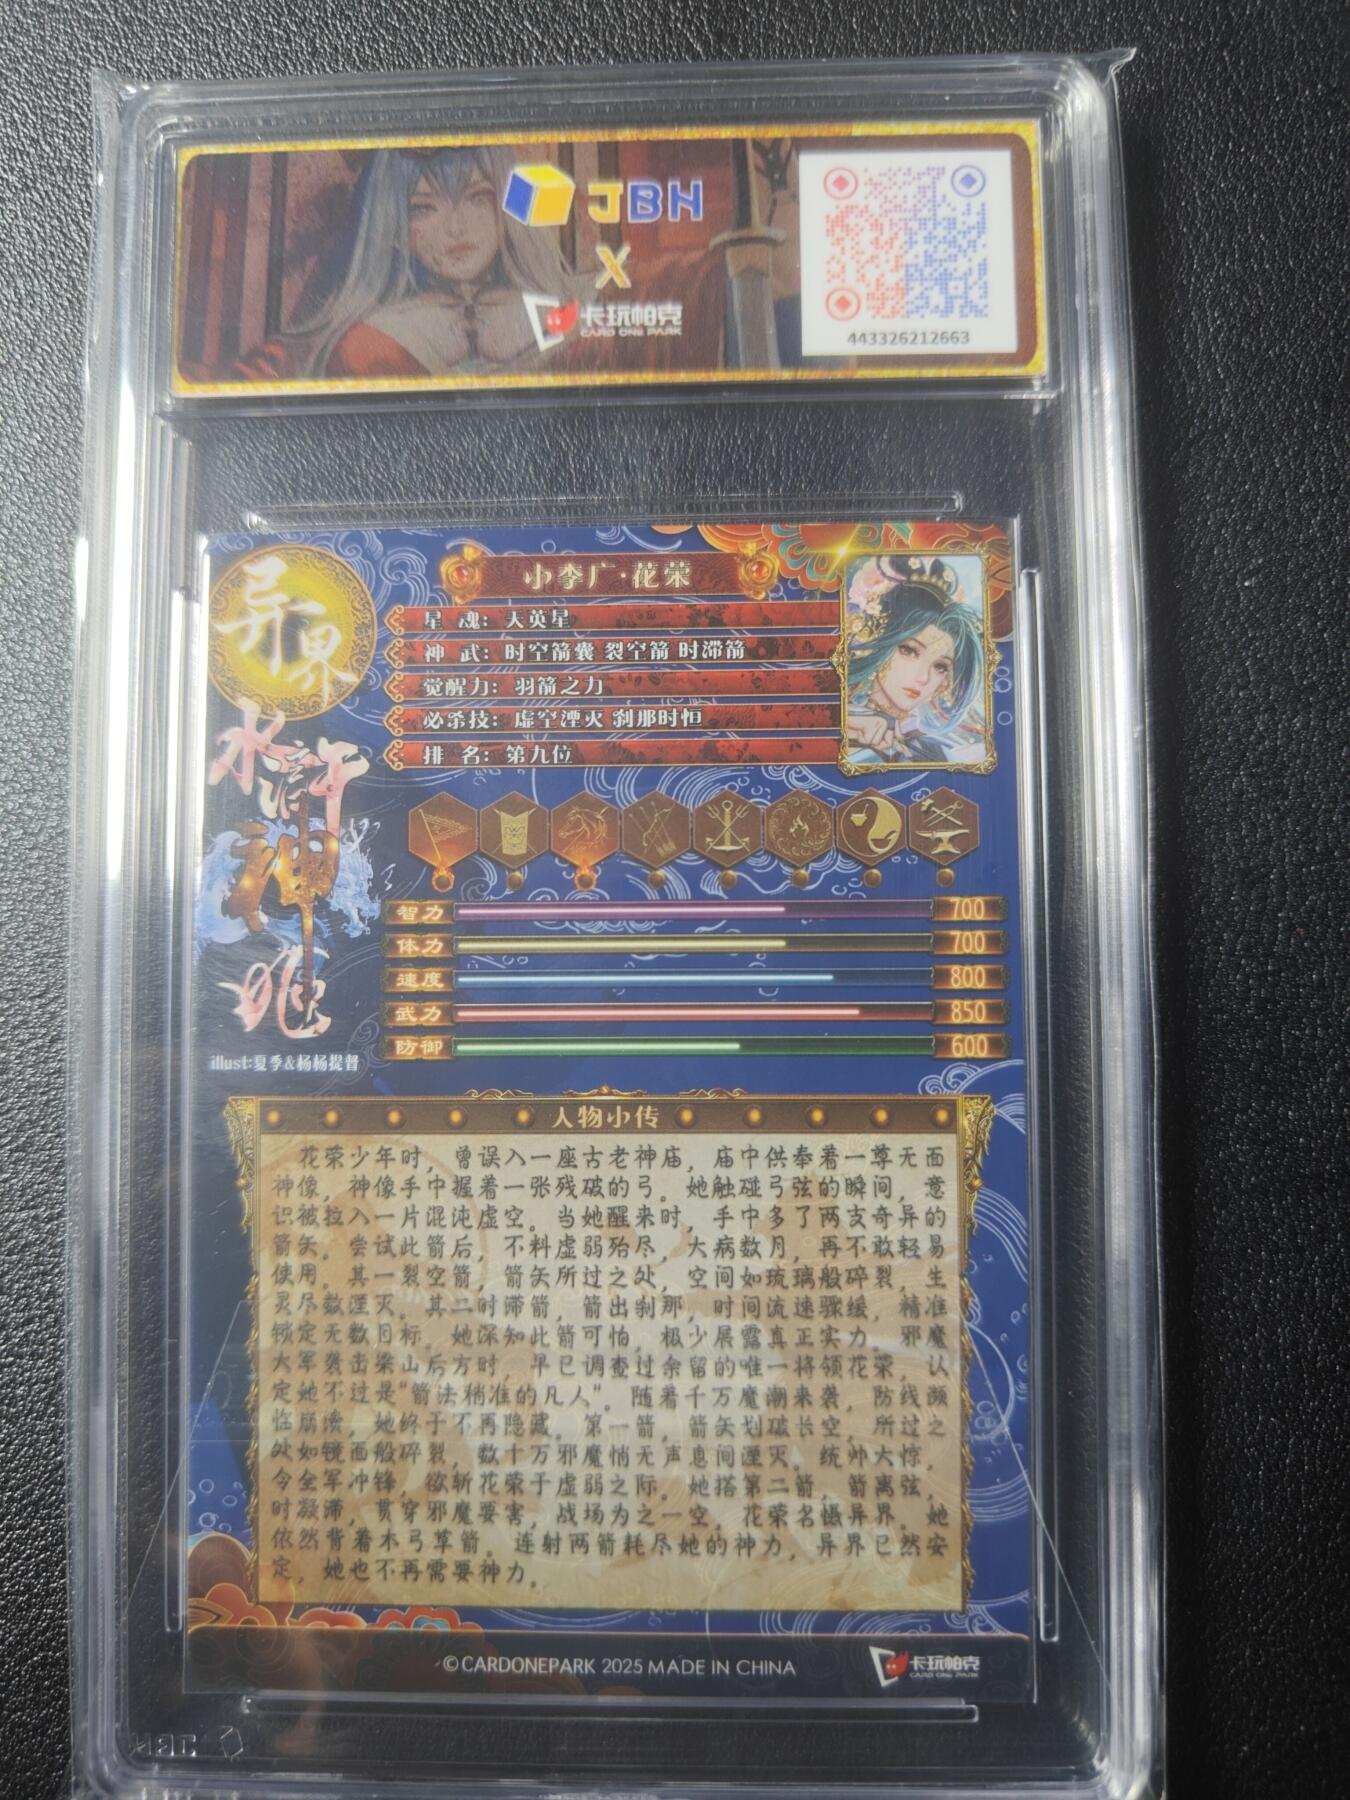 JBH
X
卡玩帕克
CARD ONE PARK
443326212663
异界
水浒神姬
小李广·花荣
星 魂：天英星
神 武：时空箭囊 裂空箭 时滞箭
觉醒力：羽箭之力
必杀技：虚空湮灭 刹那时恒
排 名：第九位
智力 700
体力 700
速度 800
武力 850
防御 600
illust:夏季&杨杨提督
人物小传
花荣少年时，曾误入一座古老神庙，庙中供奉着一尊无面
神像，神像手中握着一张残破的弓。她触碰弓弦的瞬间，意
识被拉入一片混沌虚空。当她醒来时，手中多了两支奇异的
箭矢。尝试此箭后，不料虚弱殆尽，大病数月，再不敢轻易
使用。其一裂空箭，箭矢所过之处，空间如琉璃般碎裂，生
灵尽数湮灭。其二时滞箭，箭出刹那，时间流速骤缓，精准
锁定无数目标。她深知此箭可怕，极少展露真正实力。邪魔
大军袭击梁山后方时，早已调查过余留的唯一将领花荣，认
定她不过是“箭法稍准的凡人”。随着千万魔潮来袭，防线濒
临崩溃，她终于不再隐藏。第一箭，箭矢划破长空，所过之
处如镜面般碎裂，数十万邪魔悄无声息间湮灭。统帅大惊，
令全军冲锋，欲斩花荣于虚弱之际。她搭第二箭，箭离弦，
时凝滞，贯穿邪魔要害，战场为之一空，花荣名慑异界。她
依然背着木弓草箭。连射两箭耗尽她的神力，异界已然安
定，她也不再需要神力。
©CARDONEPARK 2025 MADE IN CHINA
卡玩帕克
CARD ONE PARK
JBH